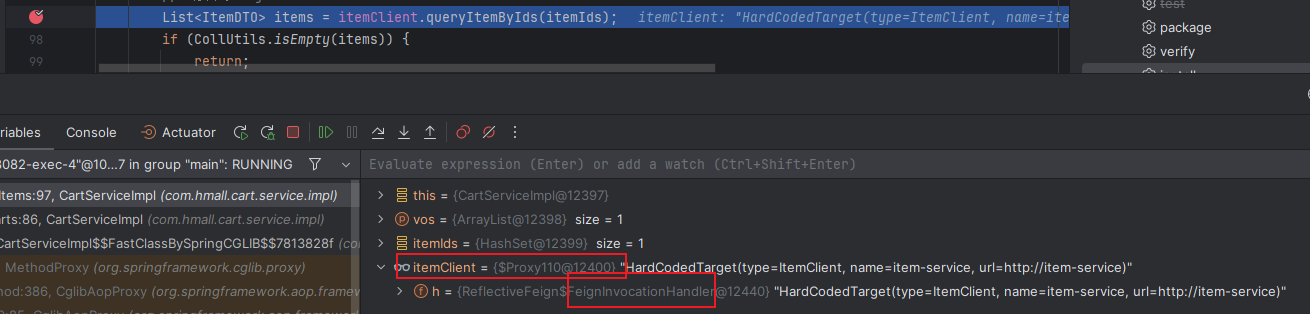 test
List<ItemDTO> items = itemClient.queryItemByIds(itemIds);   itemClient: "HardCodedTarget(type=ItemClient, name=ite
package
98 if (CollUtils.isEmpty(items)) {
verify
99 return;
Variables Console Actuator
8082-exec-4"@10...7 in group "main": RUNNING
Evaluate expression (Enter) or add a watch (Ctrl+Shift+Enter)
Items:97, CartServiceImpl (com.hmall.cart.service.impl)
this = {CartServiceImpl@12397}
arts:86, CartServiceImpl (com.hmall.cart.service.impl)
vos = {ArrayList@12398} size = 1
CartServiceImpl$$FastClassBySpringCGLIB$$7813828f (co
itemIds = {HashSet@12399} size = 1
MethodProxy (org.springframework.cglib.proxy)
itemClient = {$Proxy110@12400} "HardCodedTarget(type=ItemClient, name=item-service, url=http://item-service)"
hod:386, CglibAopProxy (org.springframework.aop.framew
h = {ReflectiveFeign$FeignInvocationHandler@12440} "HardCodedTarget(type=ItemClient, name=item-service, url=http://item-service)"